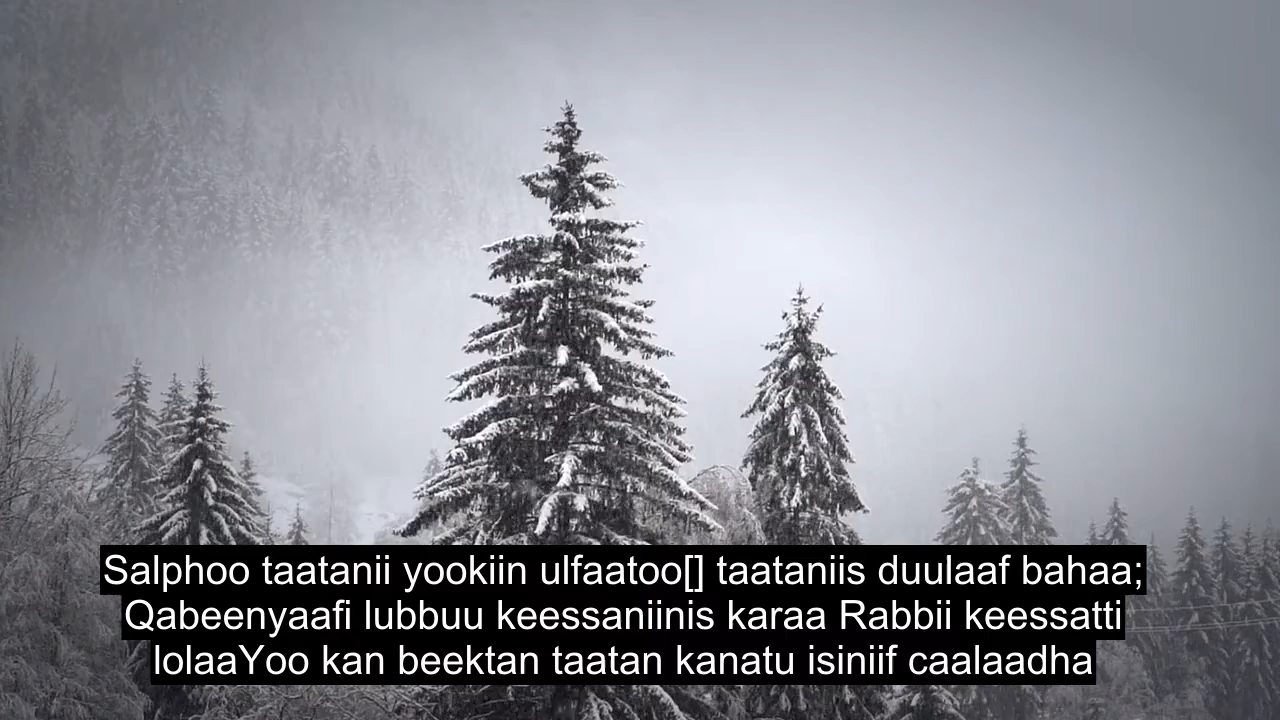 Salphoo taatanii yookiin ulfaatoo[] taataniis duulaaf bahaa;
Qabeenyaafi lubbuu keessaniinis karaa Rabbii keessatti
lolaaYoo kan beektan taatan kanatu isiniif caalaadha